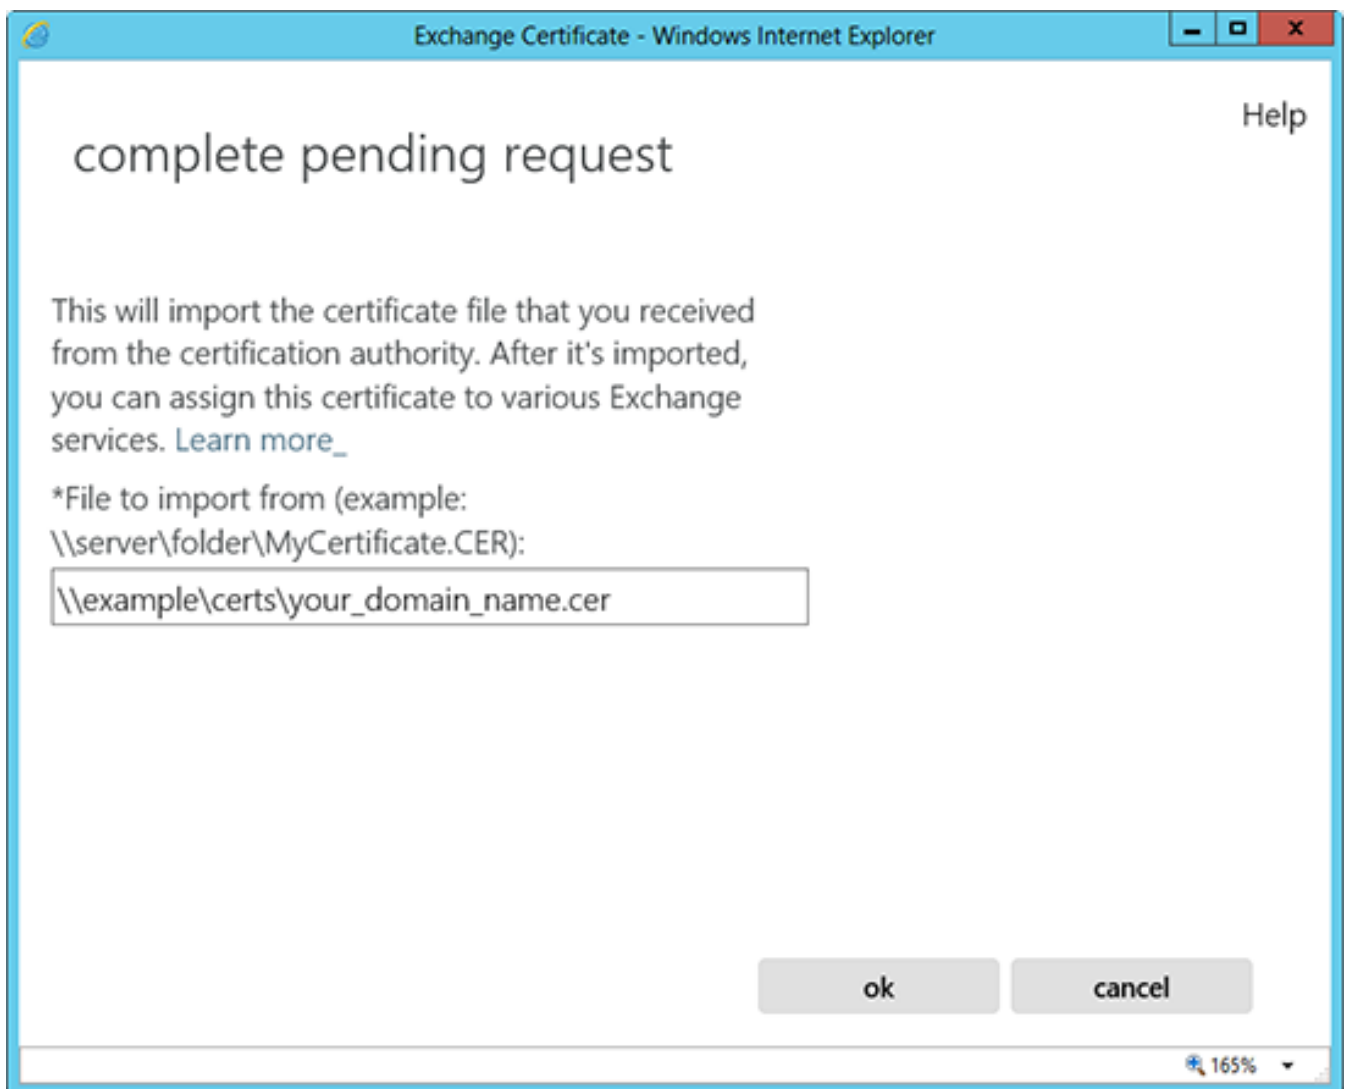 Exchange Certificate - Windows Internet Explorer
Help
complete pending request
This will import the certificate file that you received
from the certification authority. After it's imported,
you can assign this certificate to various Exchange
services. Learn more_
*File to import from (example:
\\server\folder\MyCertificate.CER):
\\example\certs\your_domain_name.cer
ok cancel
165%